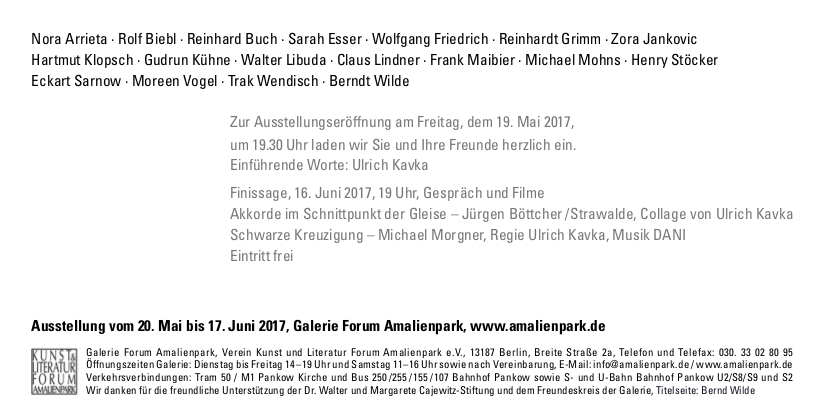 Nora Arrieta · Rolf Biebl · Reinhard Buch · Sarah Esser · Wolfgang Friedrich · Reinhardt Grimm · Zora Jankovic
Hartmut Klopsch · Gudrun Kühne · Walter Libuda · Claus Lindner · Frank Maibier · Michael Mohns · Henry Stöcker
Eckart Sarnow · Moreen Vogel · Trak Wendisch · Berndt Wilde
Zur Ausstellungseröffnung am Freitag, dem 19. Mai 2017,
um 19.30 Uhr laden wir Sie und Ihre Freunde herzlich ein.
Einführende Worte: Ulrich Kavka
Finissage, 16. Juni 2017, 19 Uhr, Gespräch und Filme
Akkorde im Schnittpunkt der Gleise – Jürgen Böttcher/Strawalde, Collage von Ulrich Kavka
Schwarze Kreuzigung – Michael Morgner, Regie Ulrich Kavka, Musik DANI
Eintritt frei
Ausstellung vom 20. Mai bis 17. Juni 2017, Galerie Forum Amalienpark, www.amalienpark.de
KUNST&
LITERATUR
FORUM
AMALIENPARK
Galerie Forum Amalienpark, Verein Kunst und Literatur Forum Amalienpark e.V., 13187 Berlin, Breite Straße 2a, Telefon und Telefax: 030. 33 02 80 95
Öffnungszeiten Galerie: Dienstag bis Freitag 14–19 Uhr und Samstag 11–16 Uhr sowie nach Vereinbarung, E-Mail: info@amalienpark.de / www.amalienpark.de
Verkehrsverbindungen: Tram 50 / M1 Pankow Kirche und Bus 250/255/155/107 Bahnhof Pankow sowie S- und U-Bahn Bahnhof Pankow U2/S8/S9 und S2
Wir danken für die freundliche Unterstützung der Dr. Walter und Margarete Cajewitz-Stiftung und dem Freundeskreis der Galerie, Titelseite: Bernd Wilde